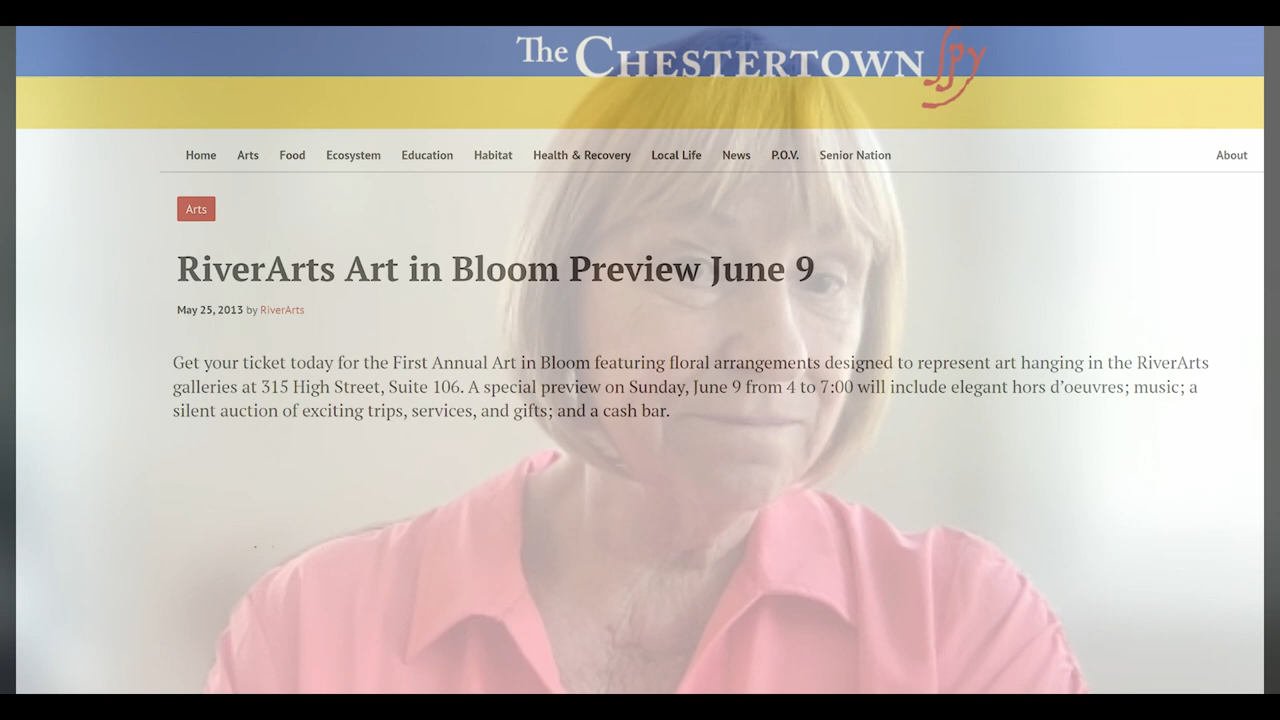 The CHESTERTOWN Spy
Home Arts Food Ecosystem Education Habitat Health & Recovery Local Life News P.O.V. Senior Nation About
Arts
RiverArts Art in Bloom Preview June 9
May 25, 2013 by RiverArts
Get your ticket today for the First Annual Art in Bloom featuring floral arrangements designed to represent art hanging in the RiverArts
galleries at 315 High Street, Suite 106. A special preview on Sunday, June 9 from 4 to 7:00 will include elegant hors d’oeuvres; music; a
silent auction of exciting trips, services, and gifts; and a cash bar.